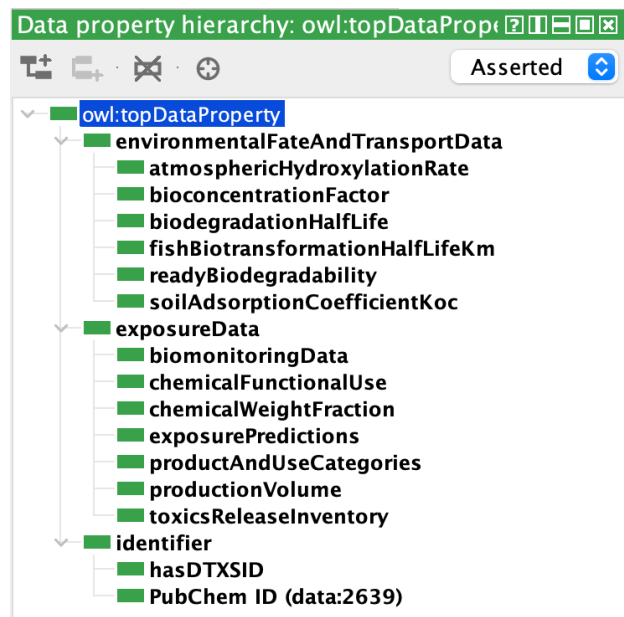 Data property hierarchy: owl:topDataPrope
Asserted
owl:topDataProperty
environmentalFateAndTransportData
atmosphericHydroxylationRate
bioconcentrationFactor
biodegradationHalfLife
fishBiotransformationHalfLifeKm
readyBiodegradability
soilAdsorptionCoefficientKoc
exposureData
biomonitoringData
chemicalFunctionalUse
chemicalWeightFraction
exposurePredictions
productAndUseCategories
productionVolume
toxicsReleaseInventory
identifier
hasDTXSID
PubChem ID (data:2639)